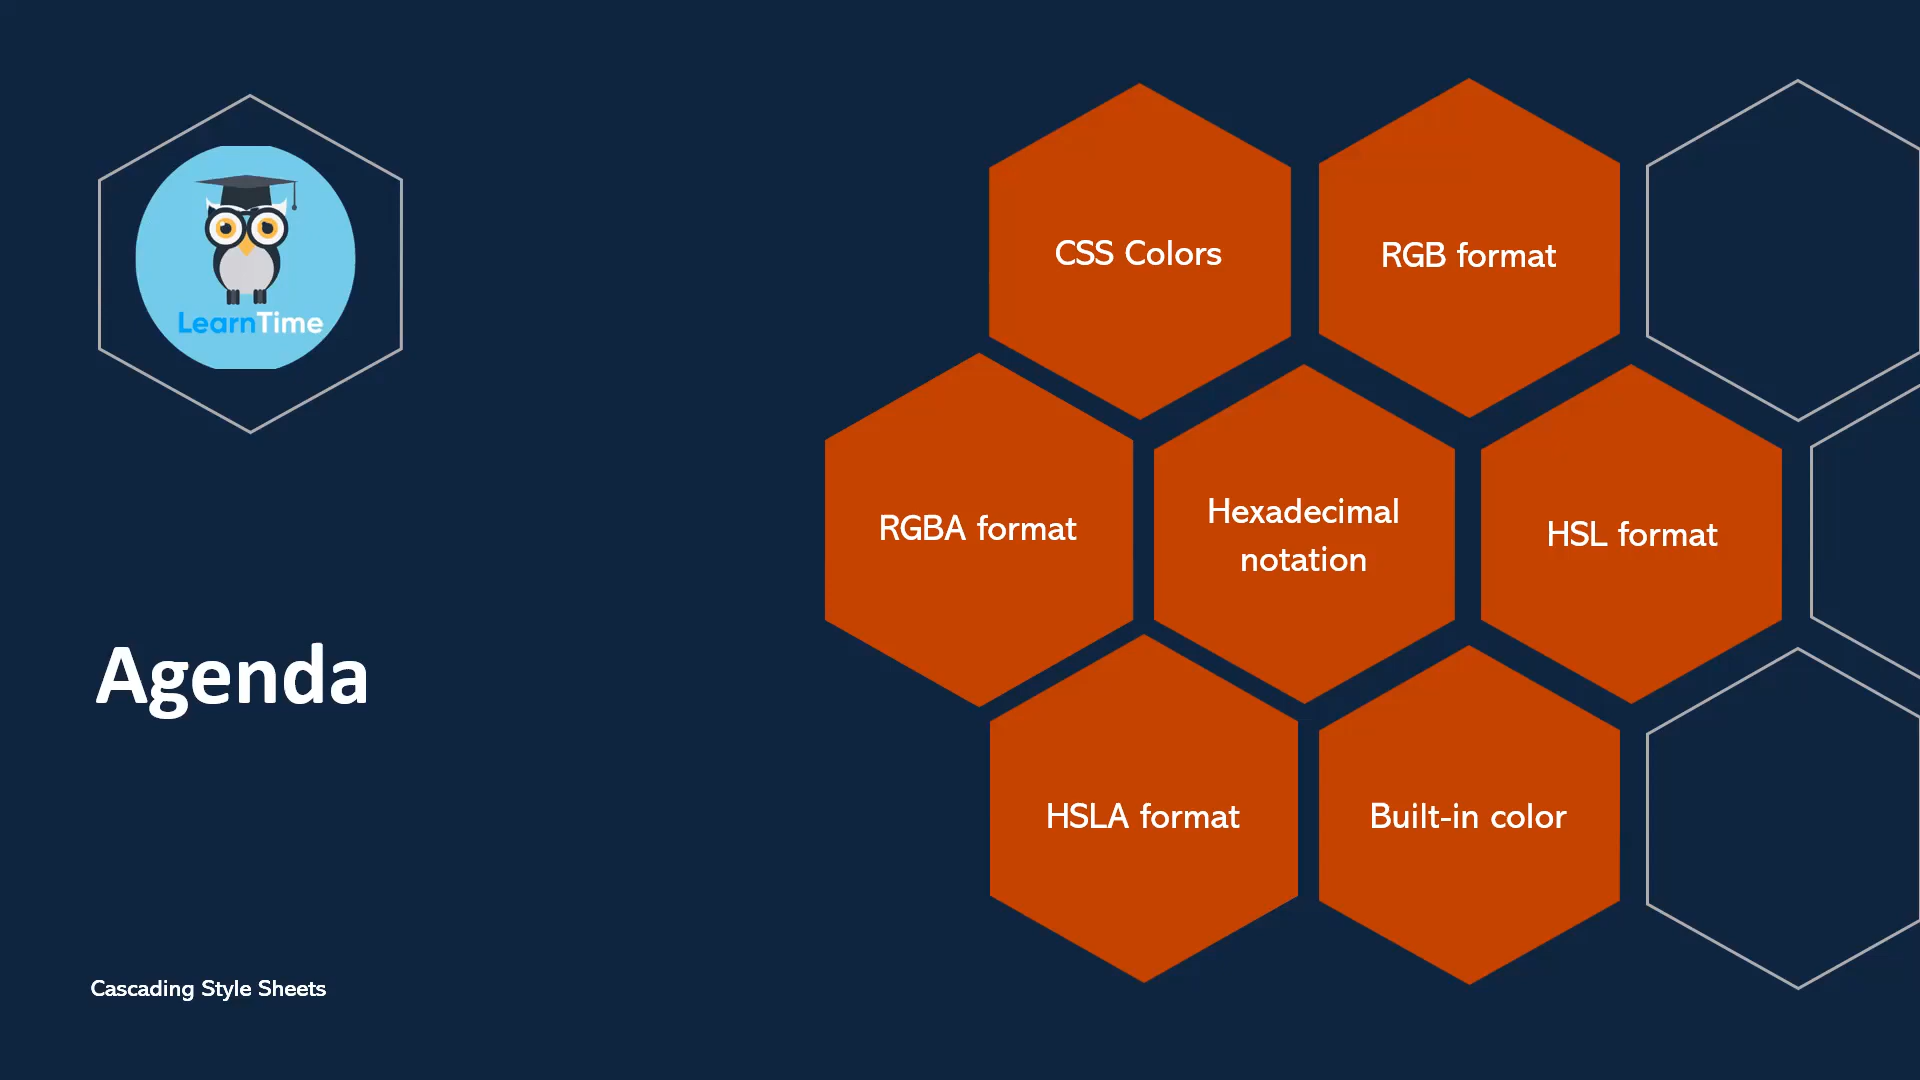 LearnTime
Agenda
Cascading Style Sheets
CSS Colors
RGB format
RGBA format
Hexadecimal
notation
HSL format
HSLA format
Built-in color